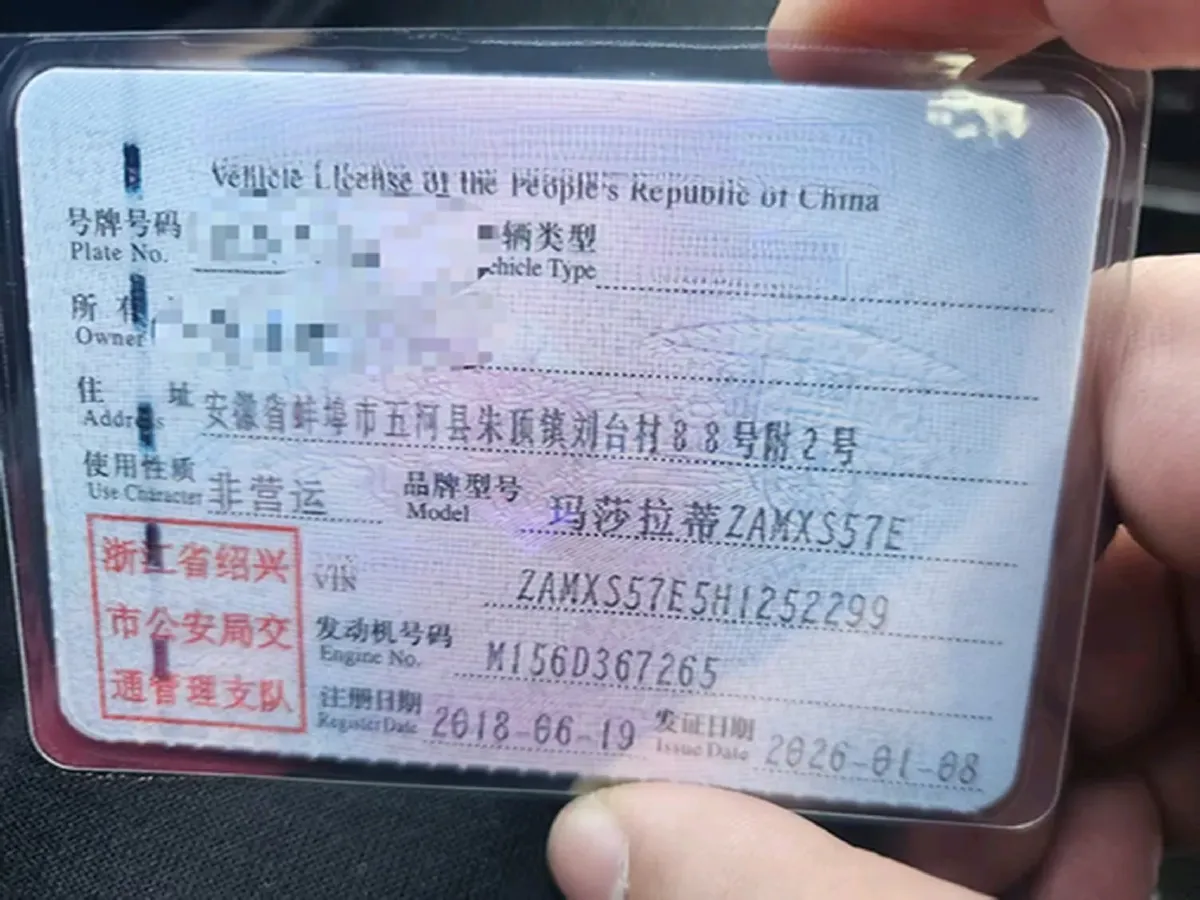 Vehicle License of the People's Republic of China
号牌号码 辆类型
Plate No. ehicle Type
所有
Owner
住址 安徽省蚌埠市五河县朱顶镇刘台村88号附2号
Address
使用性质 非营运 品牌型号 玛莎拉蒂ZAMXS57E
Use Character Model
浙江省绍兴
市公安局交
通管理支队
VIN ZAMXS57E5H1252299
发动机号码 M156D367265
Engine No.
注册日期 2018-06-19 发证日期 2026-01-08
Register Date Issue Date